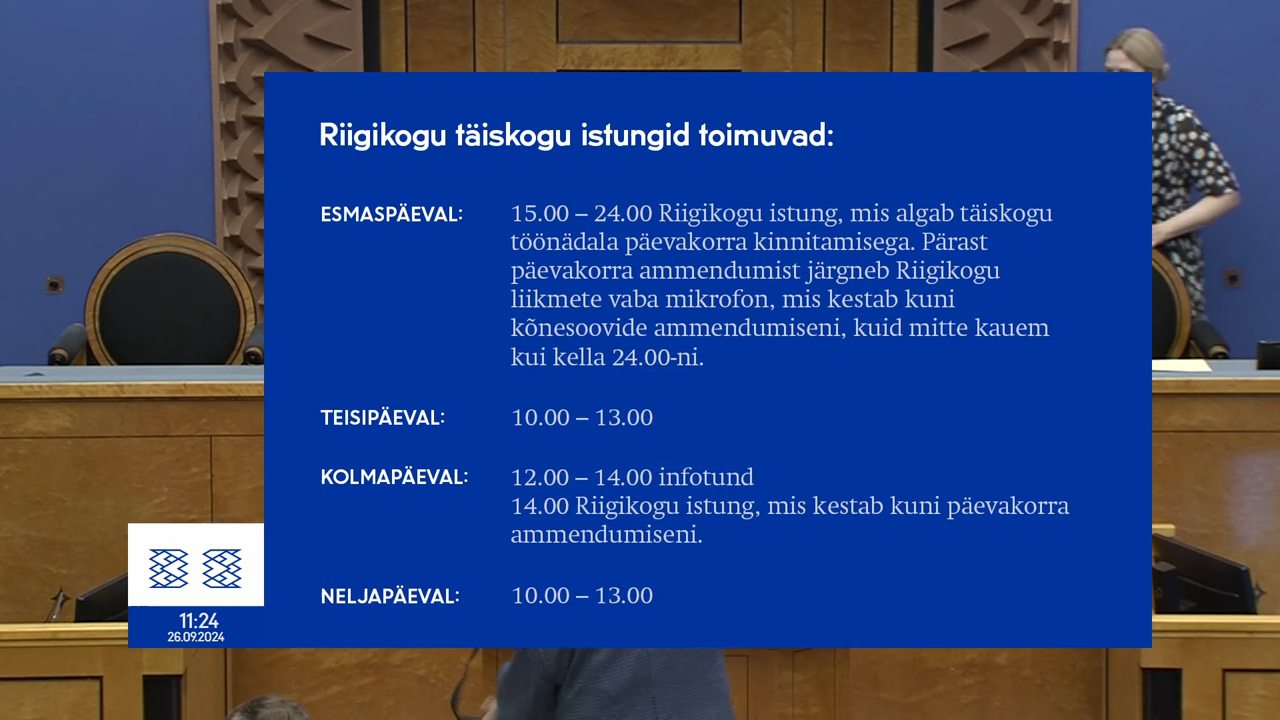 Riigikogu täiskogu istungid toimuvad:
ESMASPÄEVAL:
15.00 – 24.00 Riigikogu istung, mis algab täiskogu
töönädala päevakorra kinnitamisega. Pärast
päevakorra ammendumist järgneb Riigikogu
liikmete vaba mikrofon, mis kestab kuni
kõnesoovide ammendumiseni, kuid mitte kauem
kui kella 24.00-ni.
TEISIPÄEVAL:
10.00 – 13.00
KOLMAPÄEVAL:
12.00 – 14.00 infotund
14.00 Riigikogu istung, mis kestab kuni päevakorra
ammendumiseni.
NELJAPÄEVAL:
10.00 – 13.00
11:24
26.09.2024